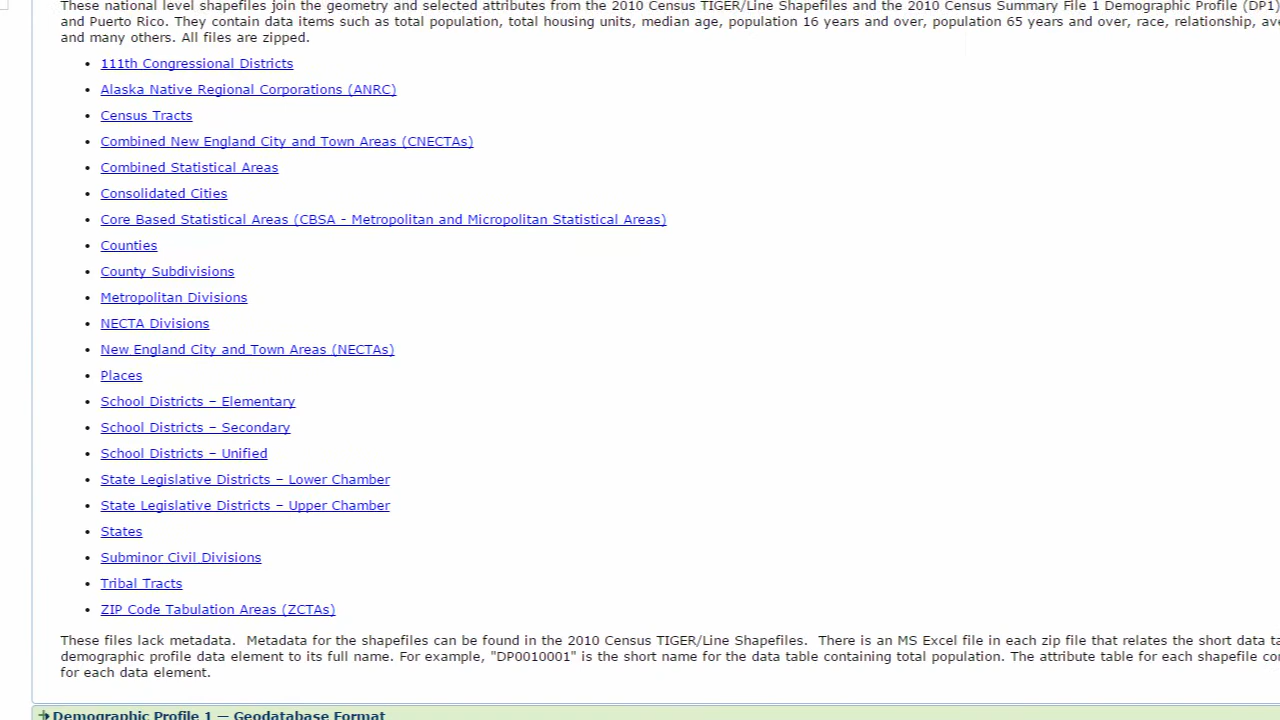 These national level shapefiles join the geometry and selected attributes from the 2010 Census TIGER/Line Shapefiles and the 2010 Census Summary File 1 Demographic Profile (DP1)
and Puerto Rico. They contain data items such as total population, total housing units, median age, population 16 years and over, population 65 years and over, race, relationship,
and many others. All files are zipped.
• 111th Congressional Districts
• Alaska Native Regional Corporations (ANRC)
• Census Tracts
• Combined New England City and Town Areas (CNECTAs)
• Combined Statistical Areas
• Consolidated Cities
• Core Based Statistical Areas (CBSA - Metropolitan and Micropolitan Statistical Areas)
• Counties
• County Subdivisions
• Metropolitan Divisions
• NECTA Divisions
• New England City and Town Areas (NECTAs)
• Places
• School Districts – Elementary
• School Districts – Secondary
• School Districts – Unified
• State Legislative Districts – Lower Chamber
• State Legislative Districts – Upper Chamber
• States
• Subminor Civil Divisions
• Tribal Tracts
• ZIP Code Tabulation Areas (ZCTAs)
These files lack metadata. Metadata for the shapefiles can be found in the 2010 Census TIGER/Line Shapefiles. There is an MS Excel file in each zip file that relates the short data
demographic profile data element to its full name. For example, "DP0010001" is the short name for the data table containing total population. The attribute table for each shapefile
for each data element.
Demographic Profile 1 — Geodatabase Format